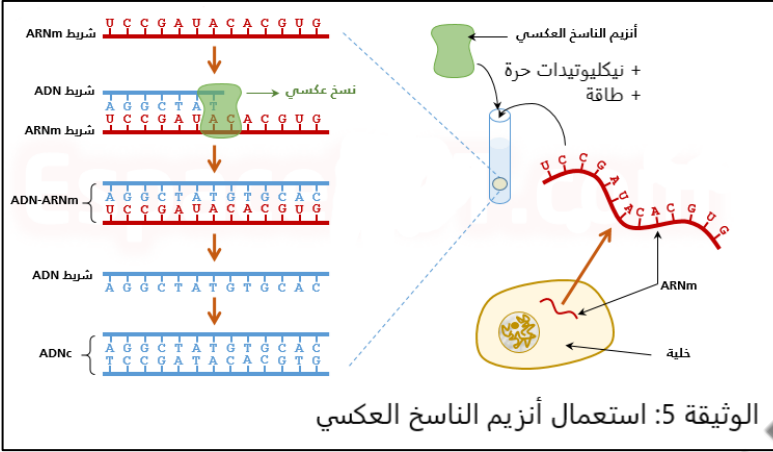 شريط ARNm
U C C G A U A C A C G U G
شريط ADN
A G G C T A T
نسخ عكسي
شريط ARNm
U C C G A U A C A C G U G
ADN-ARNm
A G G C T A T G T G C A C
U C C G A U A C A C G U G
شريط ADN
A G G C T A T G T G C A C
ADNc
A G G C T A T G T G C A C
T C C G A T A C A C G T G
أنزيم الناسخ العكسي
+ نيكليوتيدات حرة
+ طاقة
U C C G A U A C A C G U G
ARNm
خلية
الوثيقة 5: استعمال أنزيم الناسخ العكسي